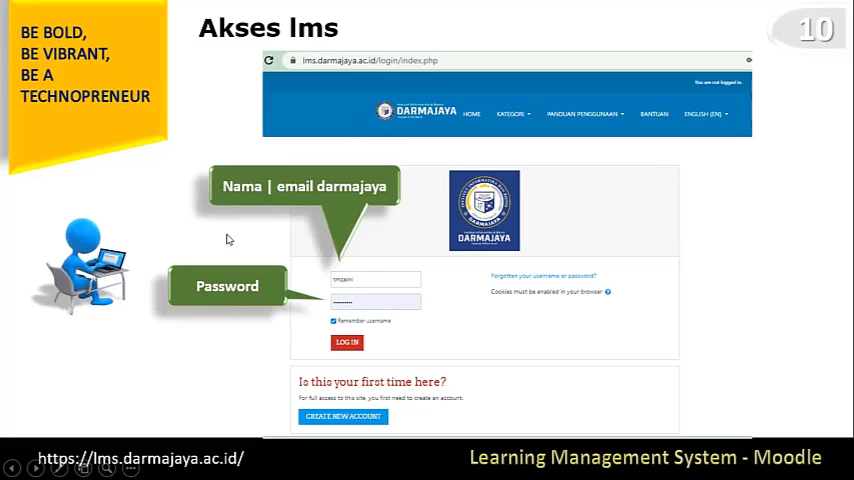 BE BOLD,
BE VIBRANT,
BE A
TECHNOPRENEUR
Akses lms
10
lms.darmajaya.ac.id/login/index.php
You are not logged in.
DARMAJAYA
HOME
KATEGORI
PANDUAN PENGGUNAAN
BANTUAN
ENGLISH (EN)
Nama | email darmajaya
DARMAJAYA
Password
tmzaini
Forgotten your username or password?
Cookies must be enabled in your browser
Remember username
LOG IN
Is this your first time here?
For full access to this site, you first need to create an account.
CREATE NEW ACCOUNT
https://lms.darmajaya.ac.id/
Learning Management System - Moodle